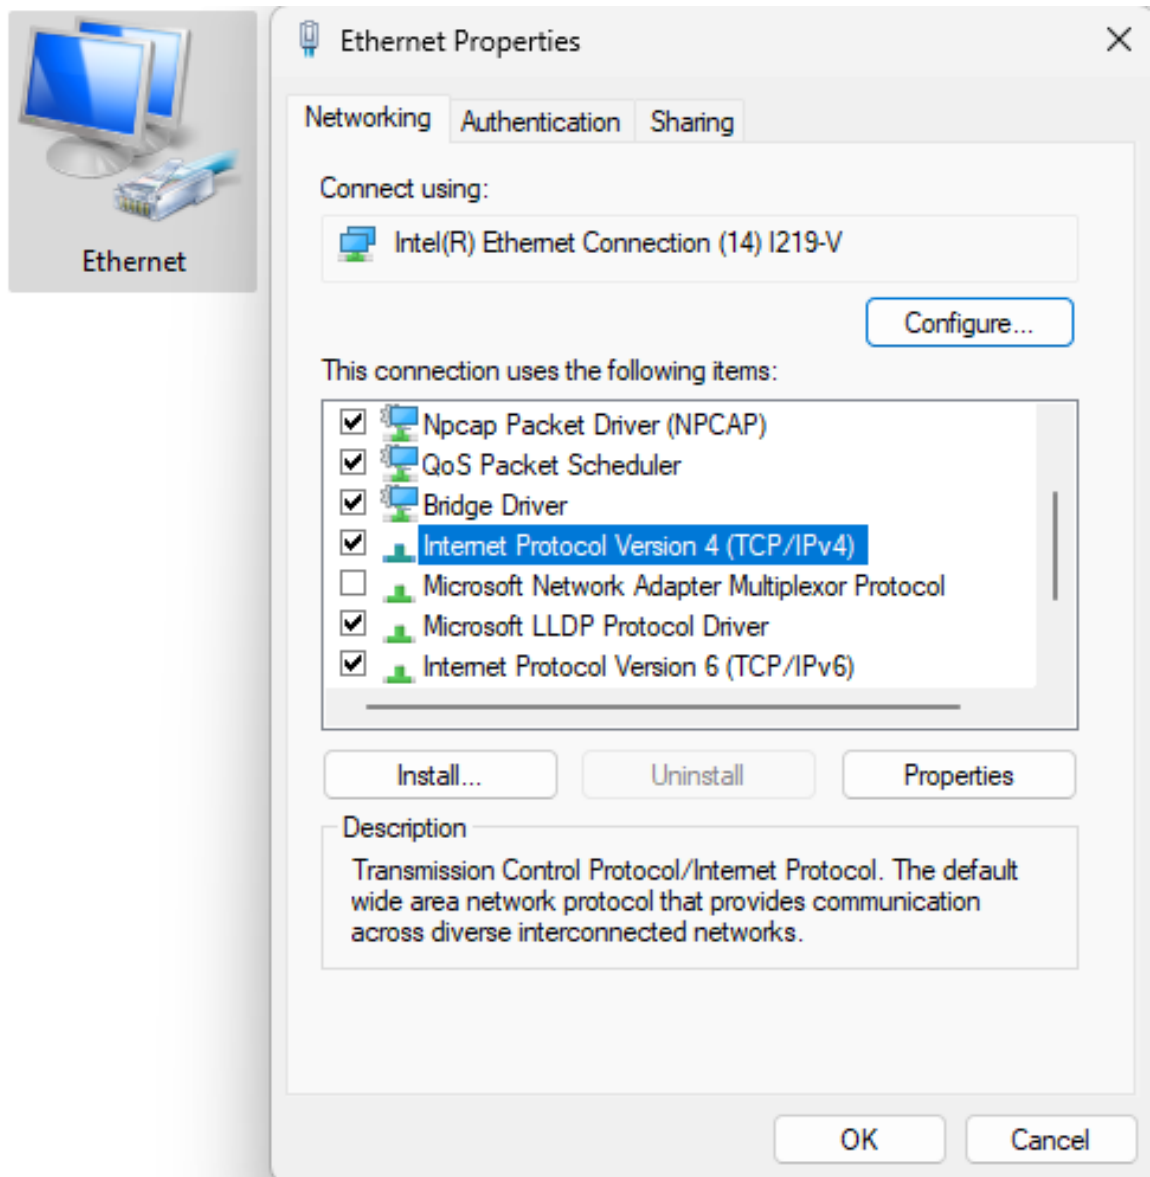 Ethernet
Ethernet Properties
Networking
Authentication
Sharing
Connect using:
Intel(R) Ethernet Connection (14) I219-V
Configure...
This connection uses the following items:
Npcap Packet Driver (NPCAP)
QoS Packet Scheduler
Bridge Driver
Internet Protocol Version 4 (TCP/IPv4)
Microsoft Network Adapter Multiplexor Protocol
Microsoft LLDP Protocol Driver
Internet Protocol Version 6 (TCP/IPv6)
Install...
Uninstall
Properties
Description
Transmission Control Protocol/Internet Protocol. The default
wide area network protocol that provides communication
across diverse interconnected networks.
OK
Cancel